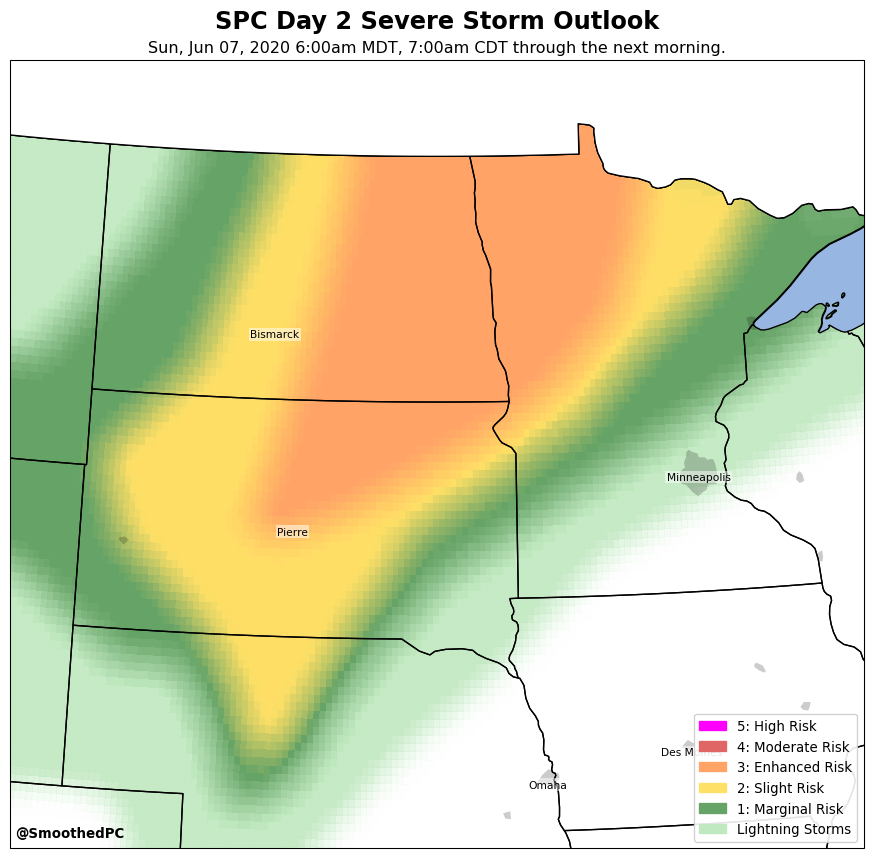 SPC Day 2 Severe Storm Outlook
Sun, Jun 07, 2020 6:00am MDT, 7:00am CDT through the next morning.
Bismarck
Minneapolis
Pierre
5: High Risk
4: Moderate Risk
3: Enhanced Risk
2: Slight Risk
1: Marginal Risk
Lightning Storms
Des Moines
Omaha
@SmoothedPC